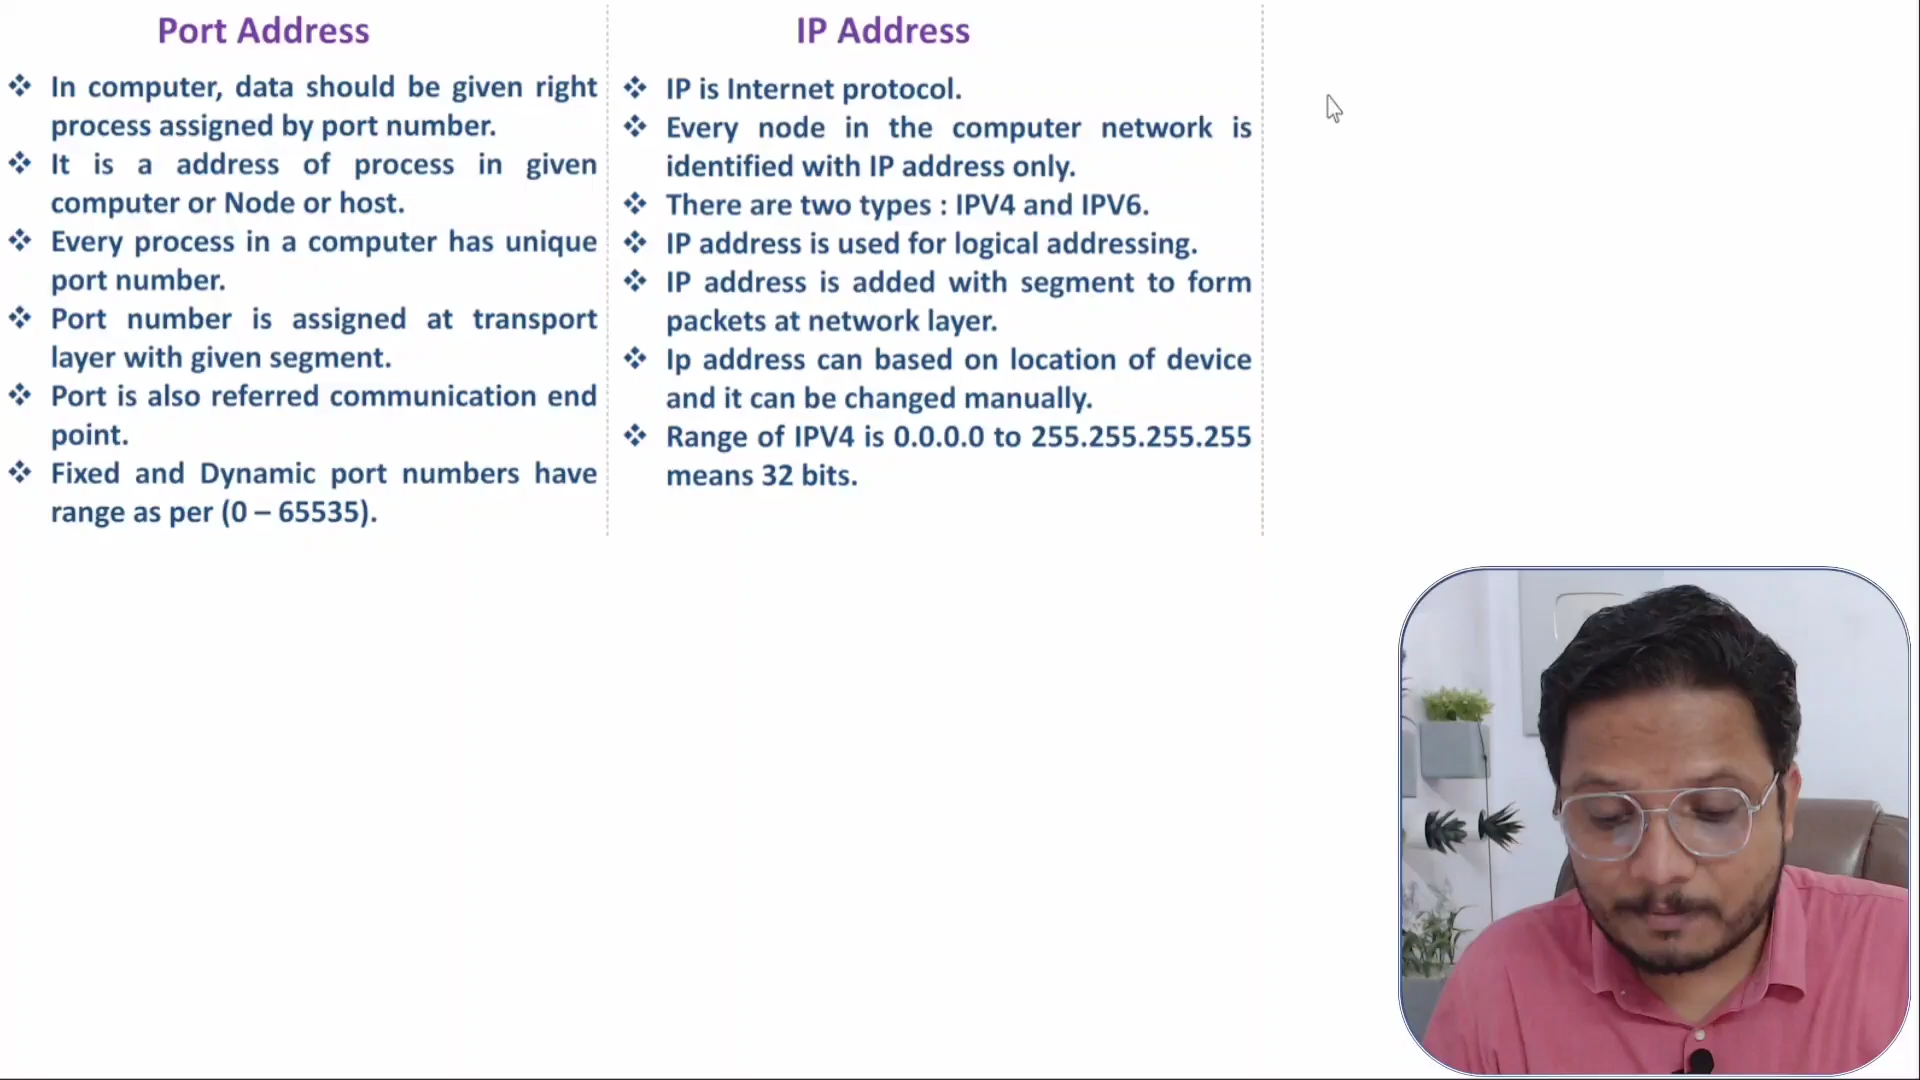 Port Address
❖ In computer, data should be given right
process assigned by port number.
❖ It is a address of process in given
computer or Node or host.
❖ Every process in a computer has unique
port number.
❖ Port number is assigned at transport
layer with given segment.
❖ Port is also referred communication end
point.
❖ Fixed and Dynamic port numbers have
range as per (0 – 65535).
IP Address
❖ IP is Internet protocol.
❖ Every node in the computer network is
identified with IP address only.
❖ There are two types : IPV4 and IPV6.
❖ IP address is used for logical addressing.
❖ IP address is added with segment to form
packets at network layer.
❖ Ip address can based on location of device
and it can be changed manually.
❖ Range of IPV4 is 0.0.0.0 to 255.255.255.255
means 32 bits.